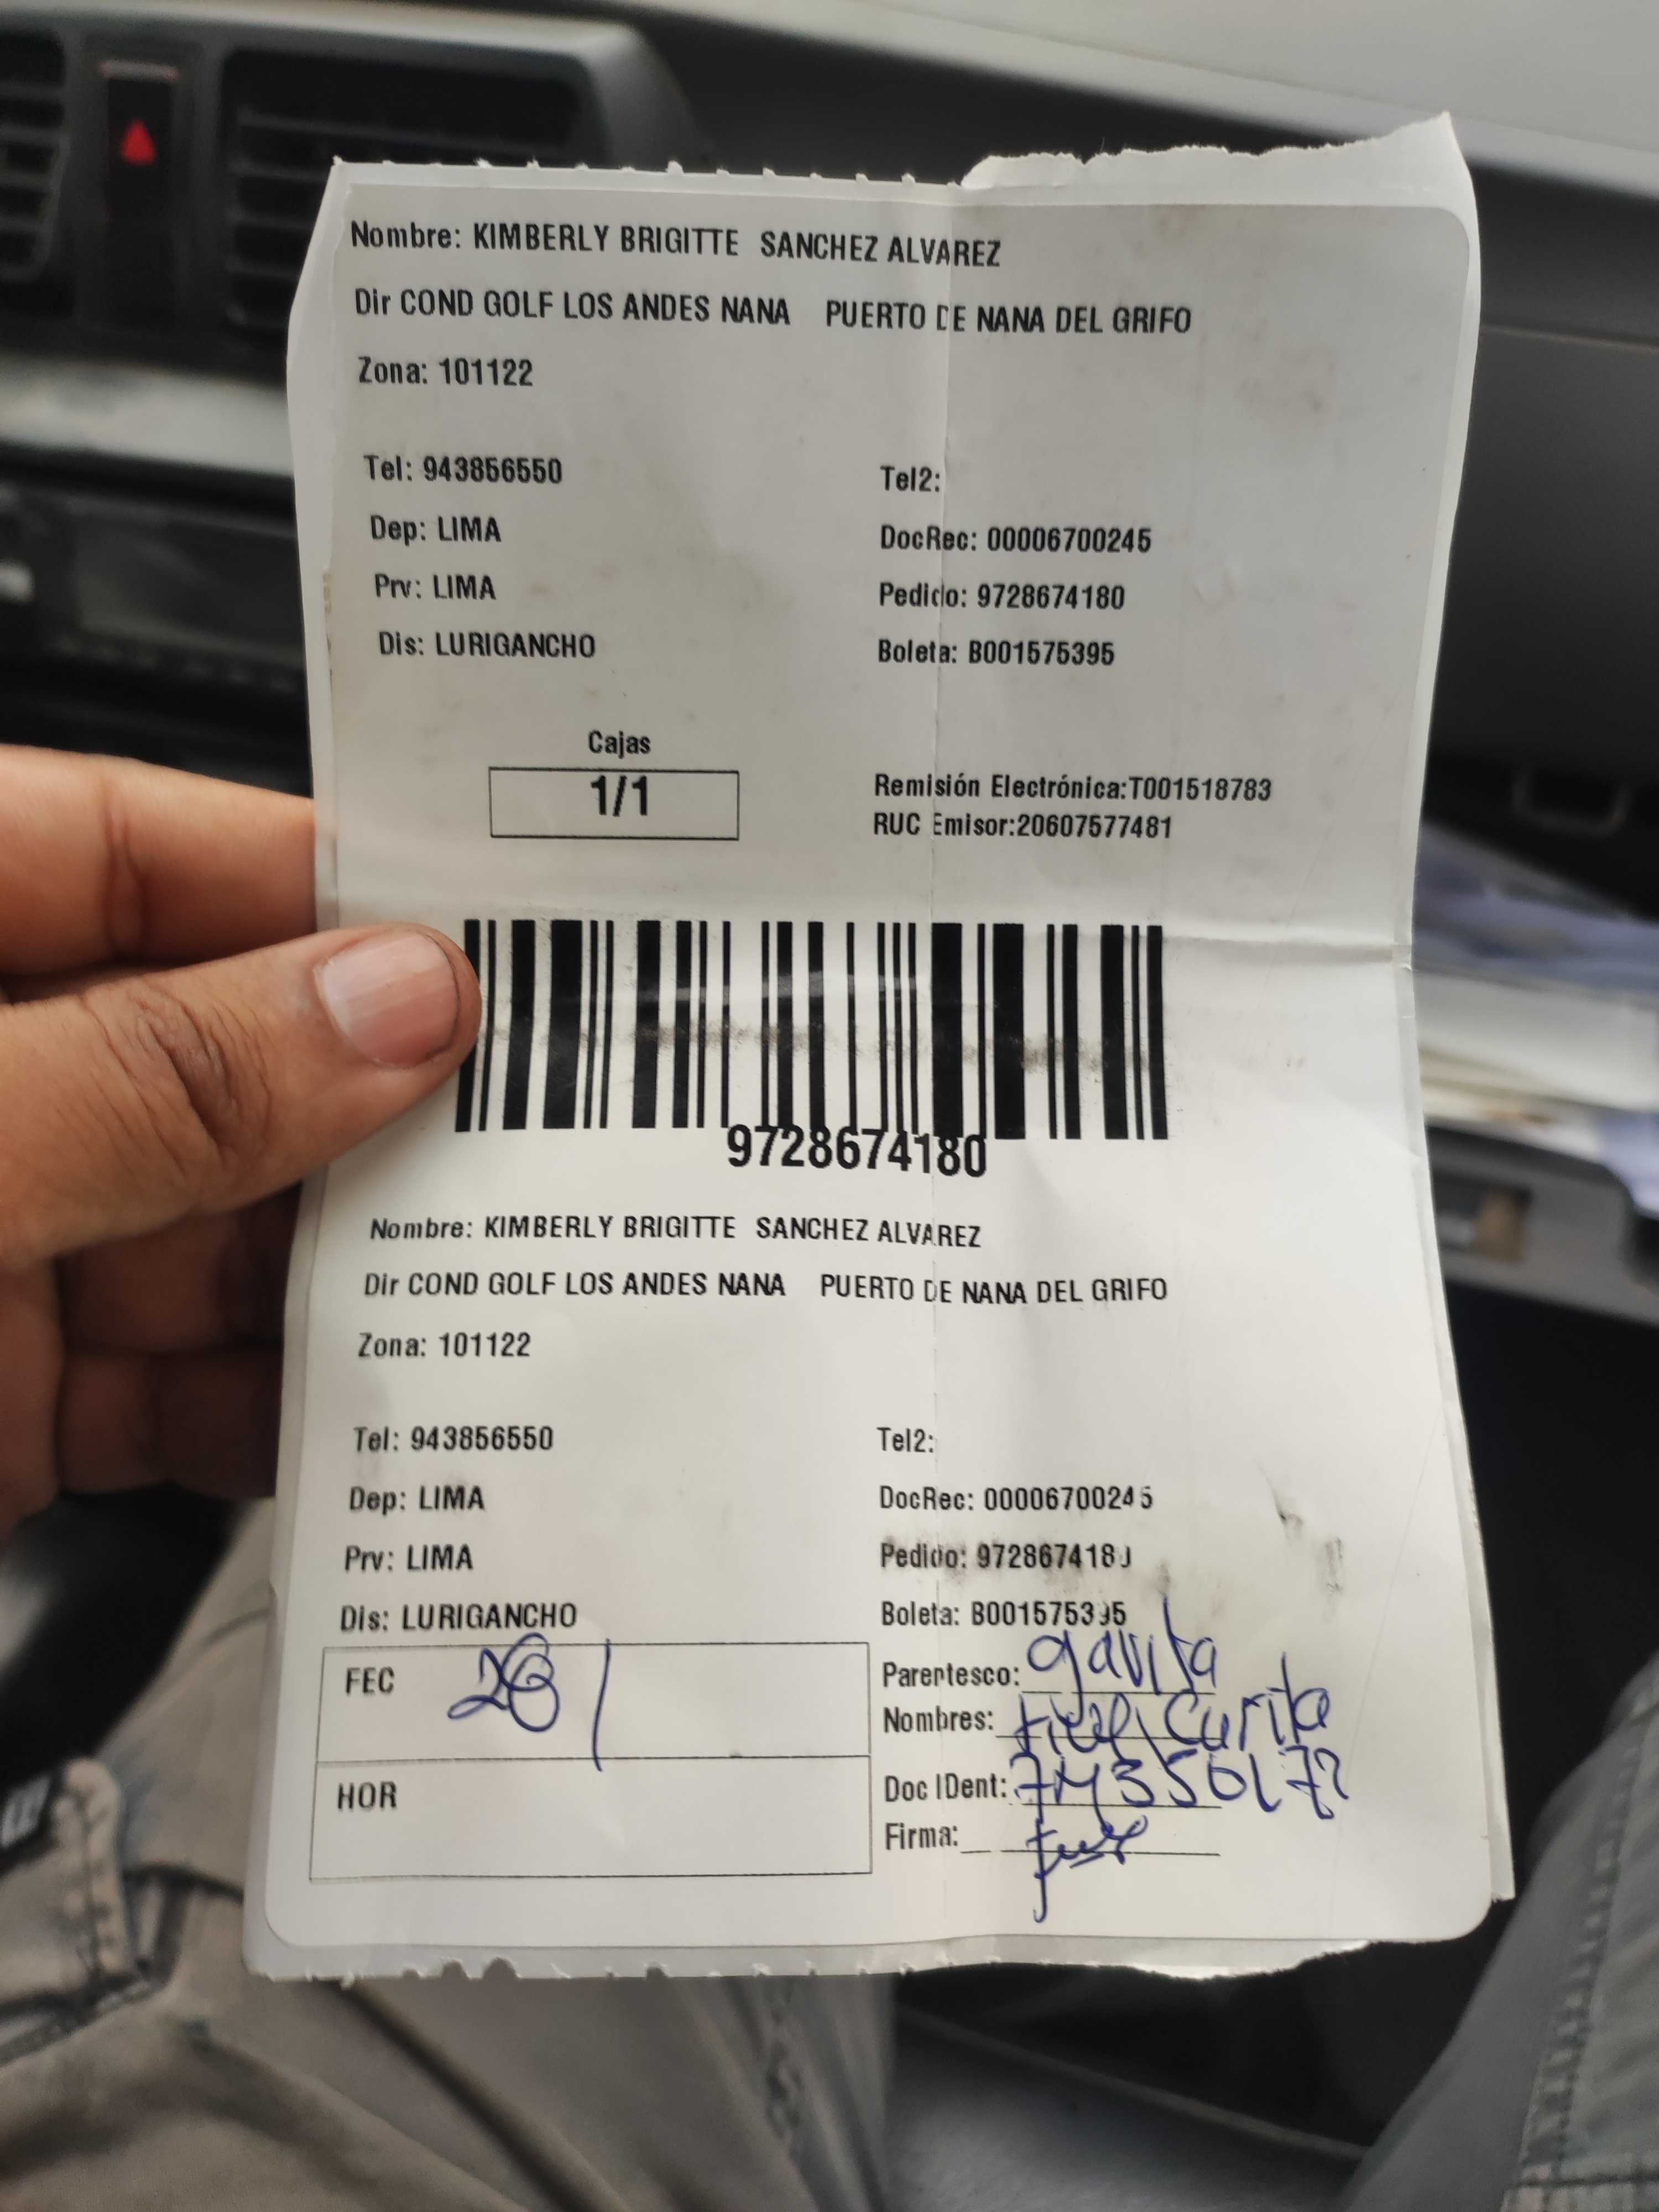 Nombre: KIMBERLY BRIGITTE SANCHEZ ALVAREZ
Dir COND GOLF LOS ANDES NANA PUERTO DE NANA DEL GRIFO
Zona: 101122
Tel: 943856550 Tel2:
Dep: LIMA DocRec: 00006700245
Prv: LIMA Pedido: 9728674180
Dis: LURIGANCHO Boleta: B001575395
Cajas
1/1
Remisión Electrónica:T001518783
RUC Emisor:20607577481
9728674180
Nombre: KIMBERLY BRIGITTE SANCHEZ ALVAREZ
Dir COND GOLF LOS ANDES NANA PUERTO DE NANA DEL GRIFO
Zona: 101122
Tel: 943856550 Tel2:
Dep: LIMA DocRec: 00006700245
Prv: LIMA Pedido: 9728674180
Dis: LURIGANCHO Boleta: B001575395
FEC
Parentesco:
Nombres:
HOR
Doc IDent:
Firma: